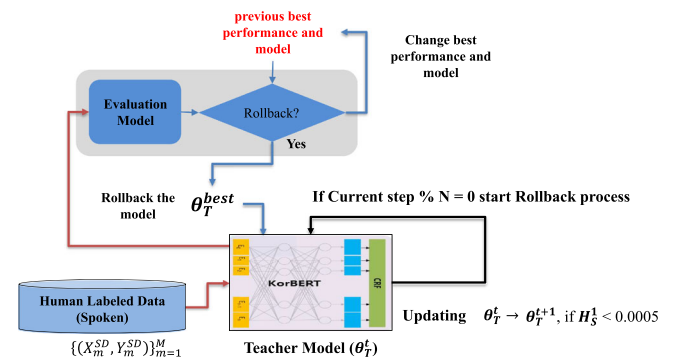 previous best
performance and
model
Change best
performance and
model
Evaluation
Model
Rollback?
Yes
Rollback the
model
θ_T^{best}
If Current step % N = 0 start Rollback process
KorBERT
CRF
Human Labeled Data
(Spoken)
{(X_m^{SD}, Y_m^{SD})}_{m=1}^M
Updating θ_T^t → θ_T^{t+1}, if H_S^1 < 0.0005
Teacher Model (θ_T^t)